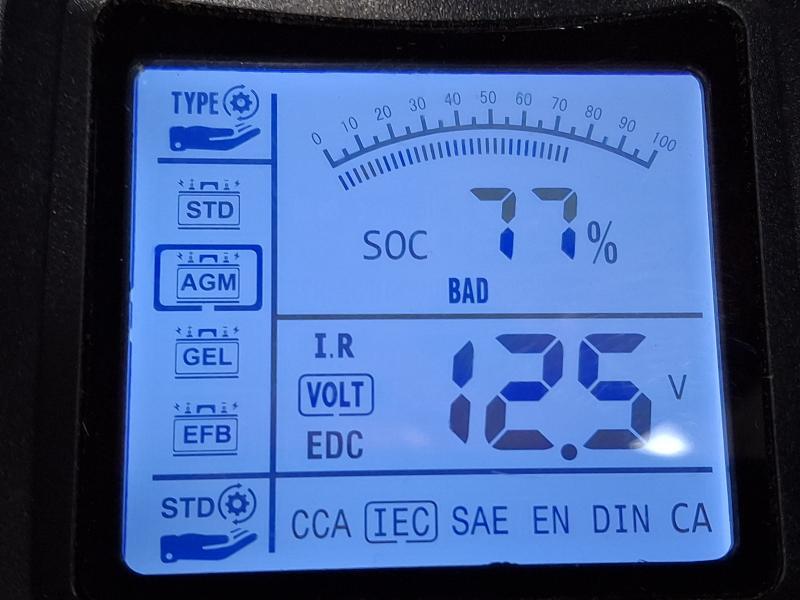 TYPE
STD
AGM
GEL
EFB
STD
0 10 20 30 40 50 60 70 80 90 100
SOC 77%
BAD
I.R
VOLT
EDC
12.5 V
CCA IEC SAE EN DIN CA